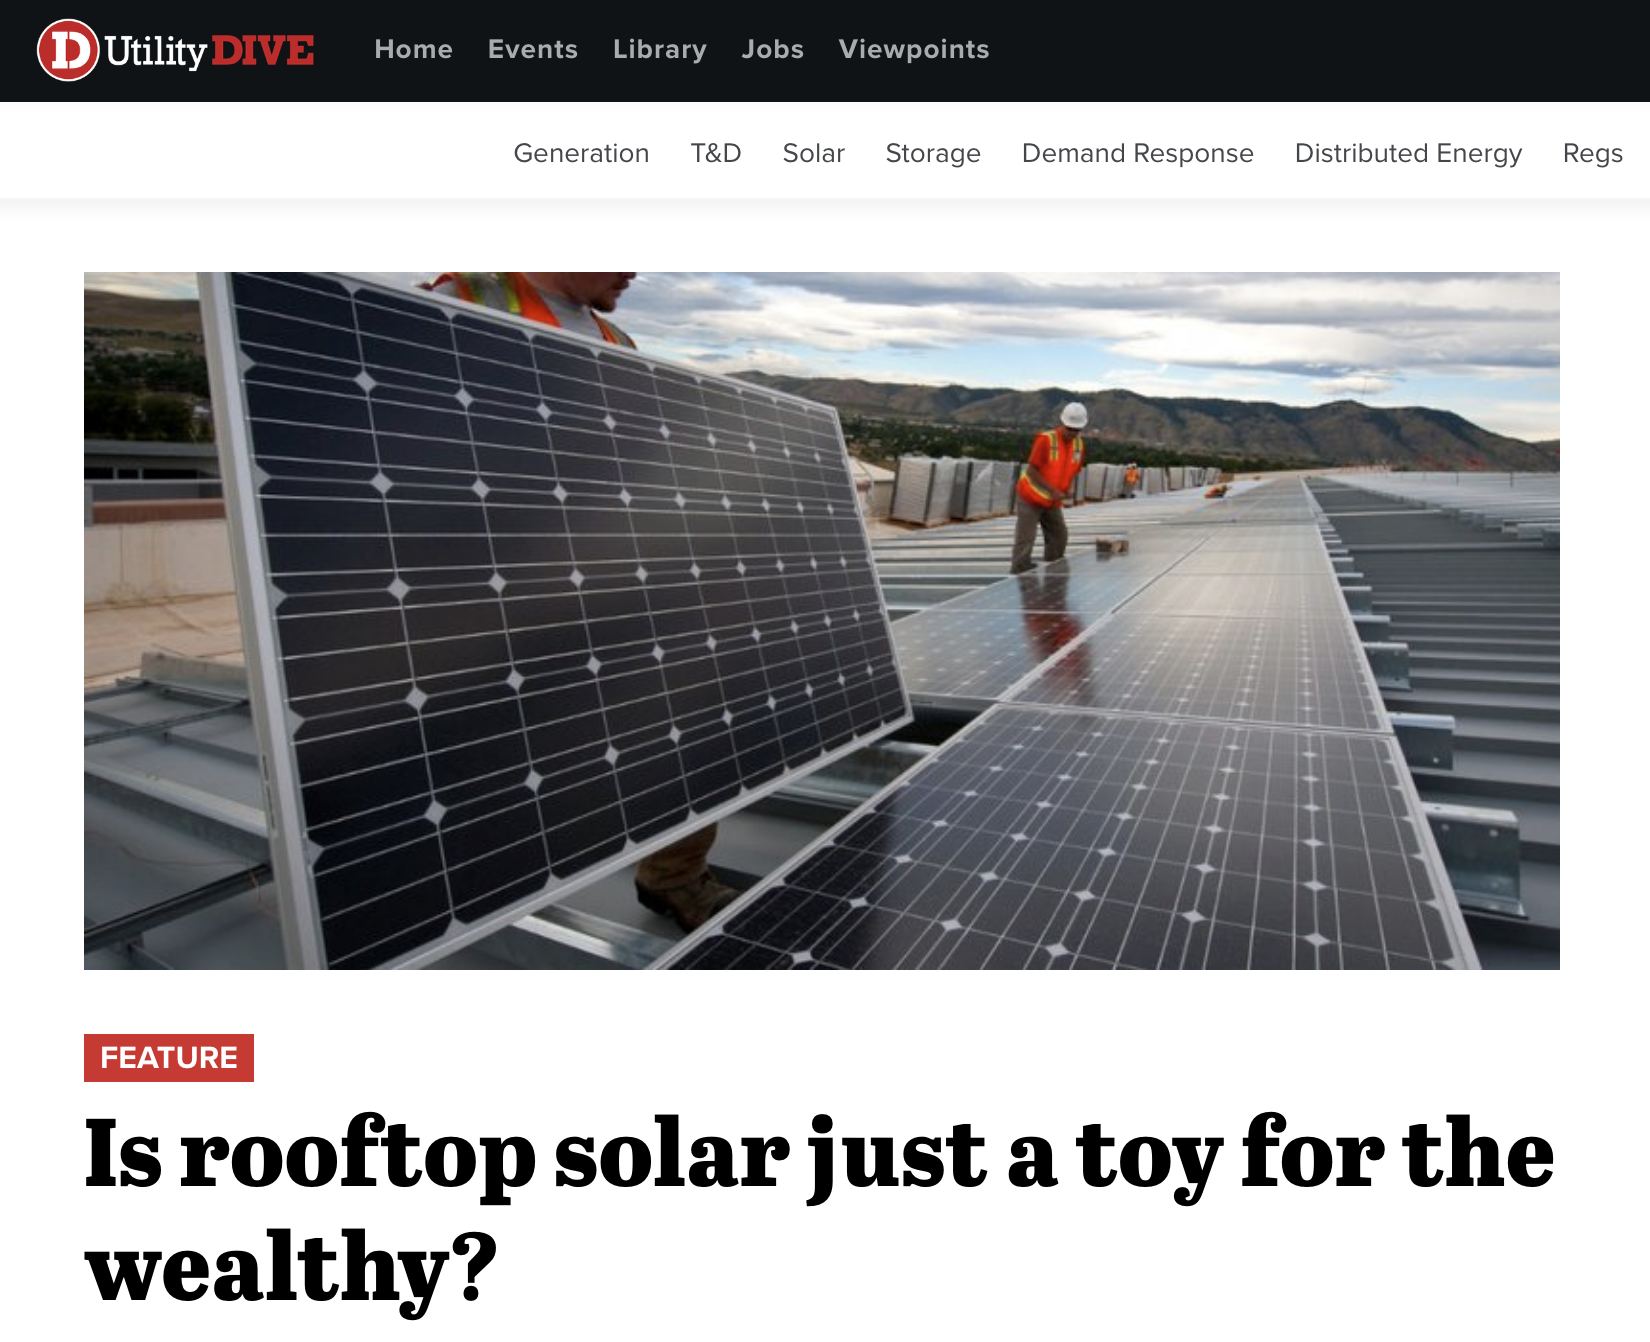 D Utility DIVE Home Events Library Jobs Viewpoints
Generation T&D Solar Storage Demand Response Distributed Energy Regs
FEATURE
Is rooftop solar just a toy for the
wealthy?